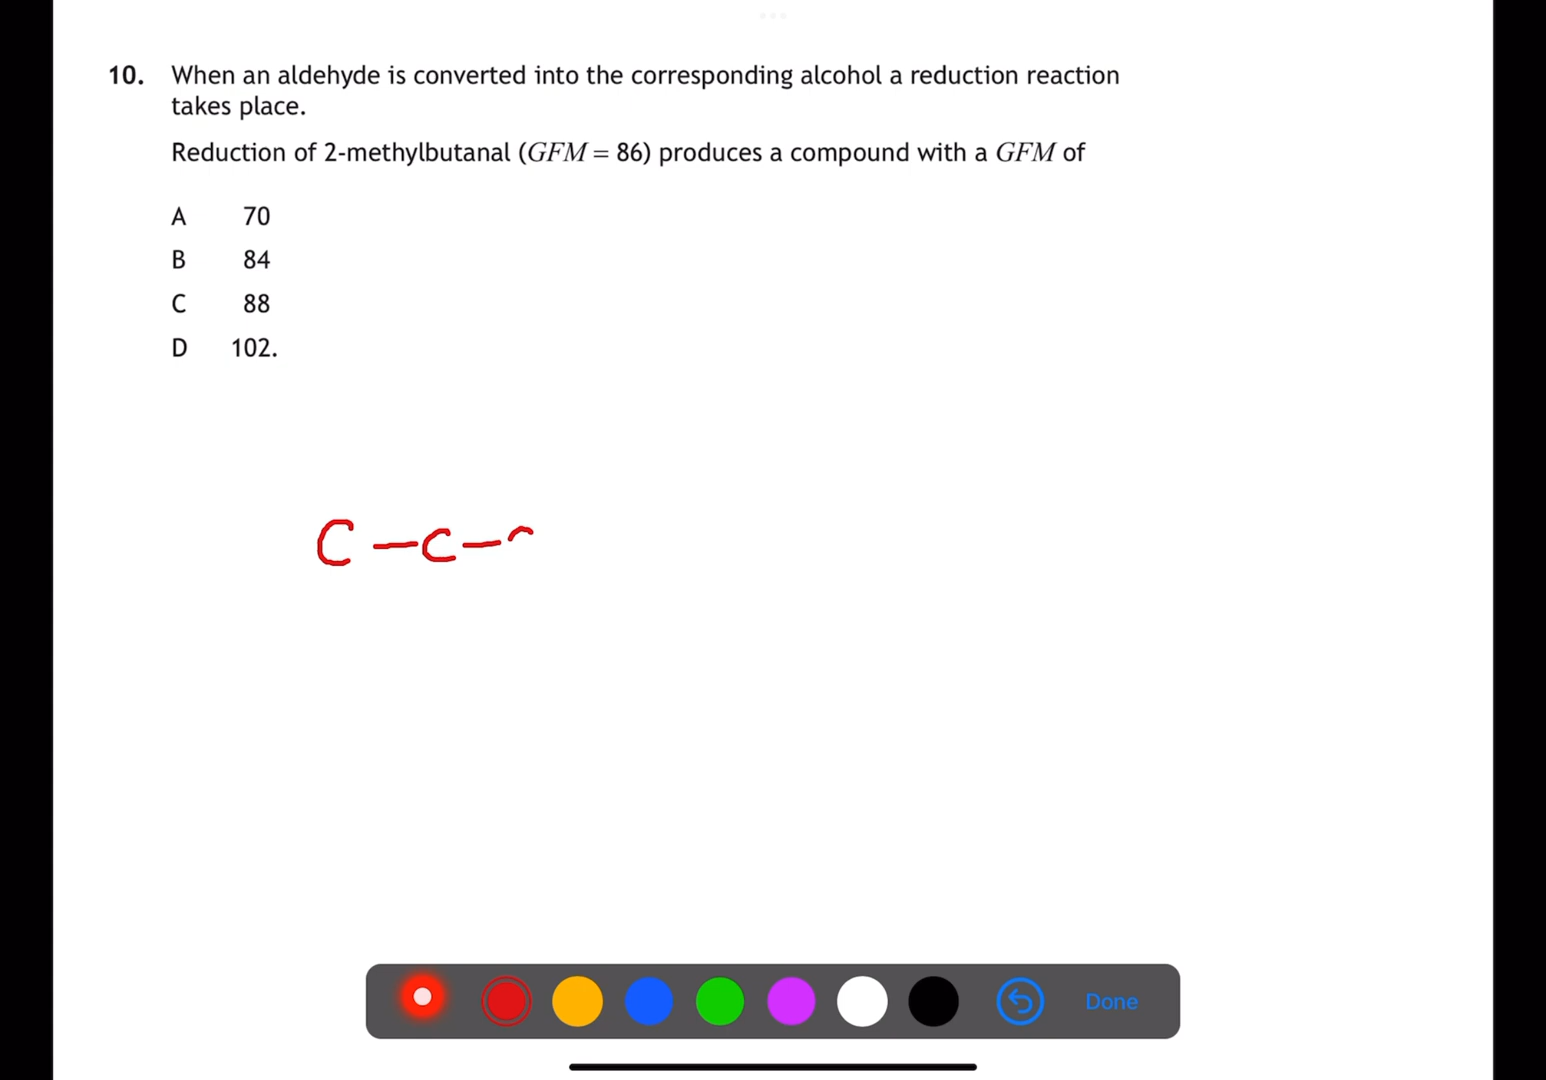 10. When an aldehyde is converted into the corresponding alcohol a reduction reaction
takes place.
Reduction of 2-methylbutanal (GFM = 86) produces a compound with a GFM of
A 70
B 84
C 88
D 102.
C – C –
Done